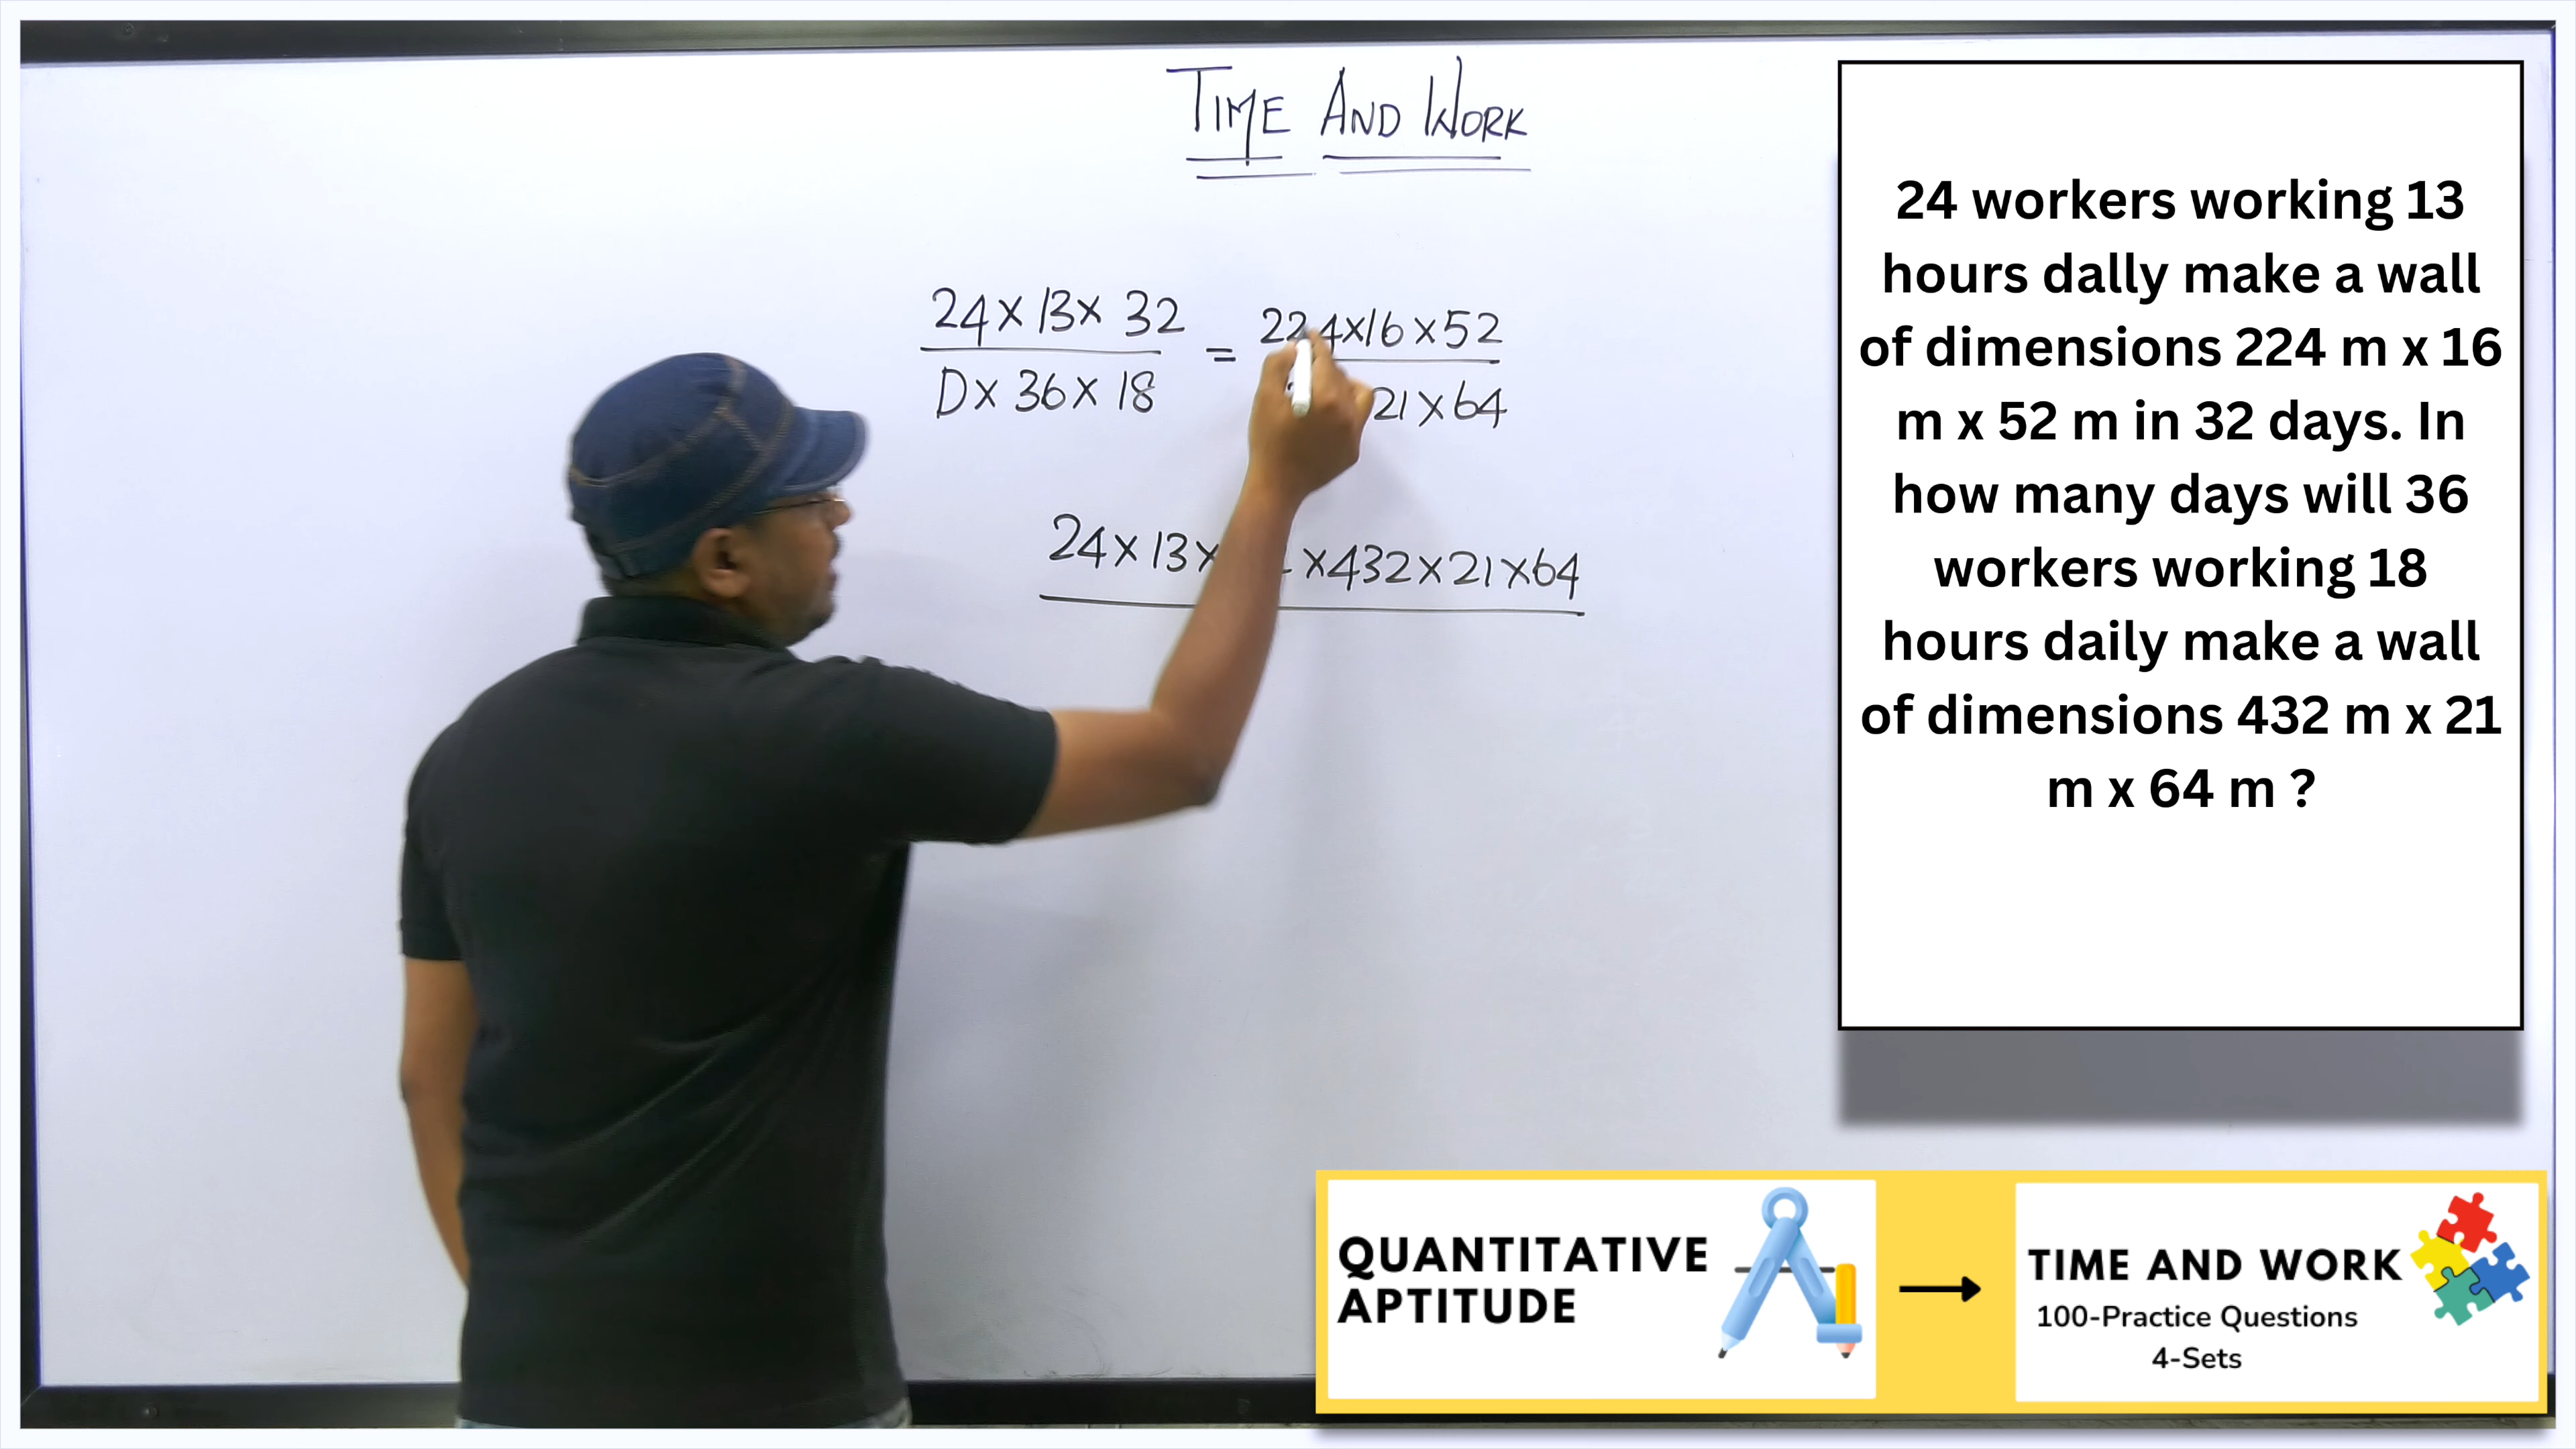 TIME AND WORK
24 x 13 x 32
D x 36 x 18
=
224 x 16 x 52
21 x 64
24 x 13 x
x 432 x 21 x 64
24 workers working 13
hours dally make a wall
of dimensions 224 m x 16
m x 52 m in 32 days. In
how many days will 36
workers working 18
hours daily make a wall
of dimensions 432 m x 21
m x 64 m ?
QUANTITATIVE
APTITUDE
TIME AND WORK
100-Practice Questions
4-Sets